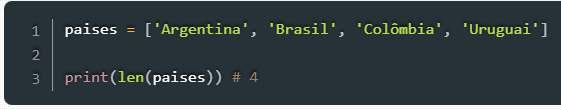 1 paises = ['Argentina', 'Brasil', 'Colômbia', 'Uruguai']
2
3 print(len(paises)) # 4